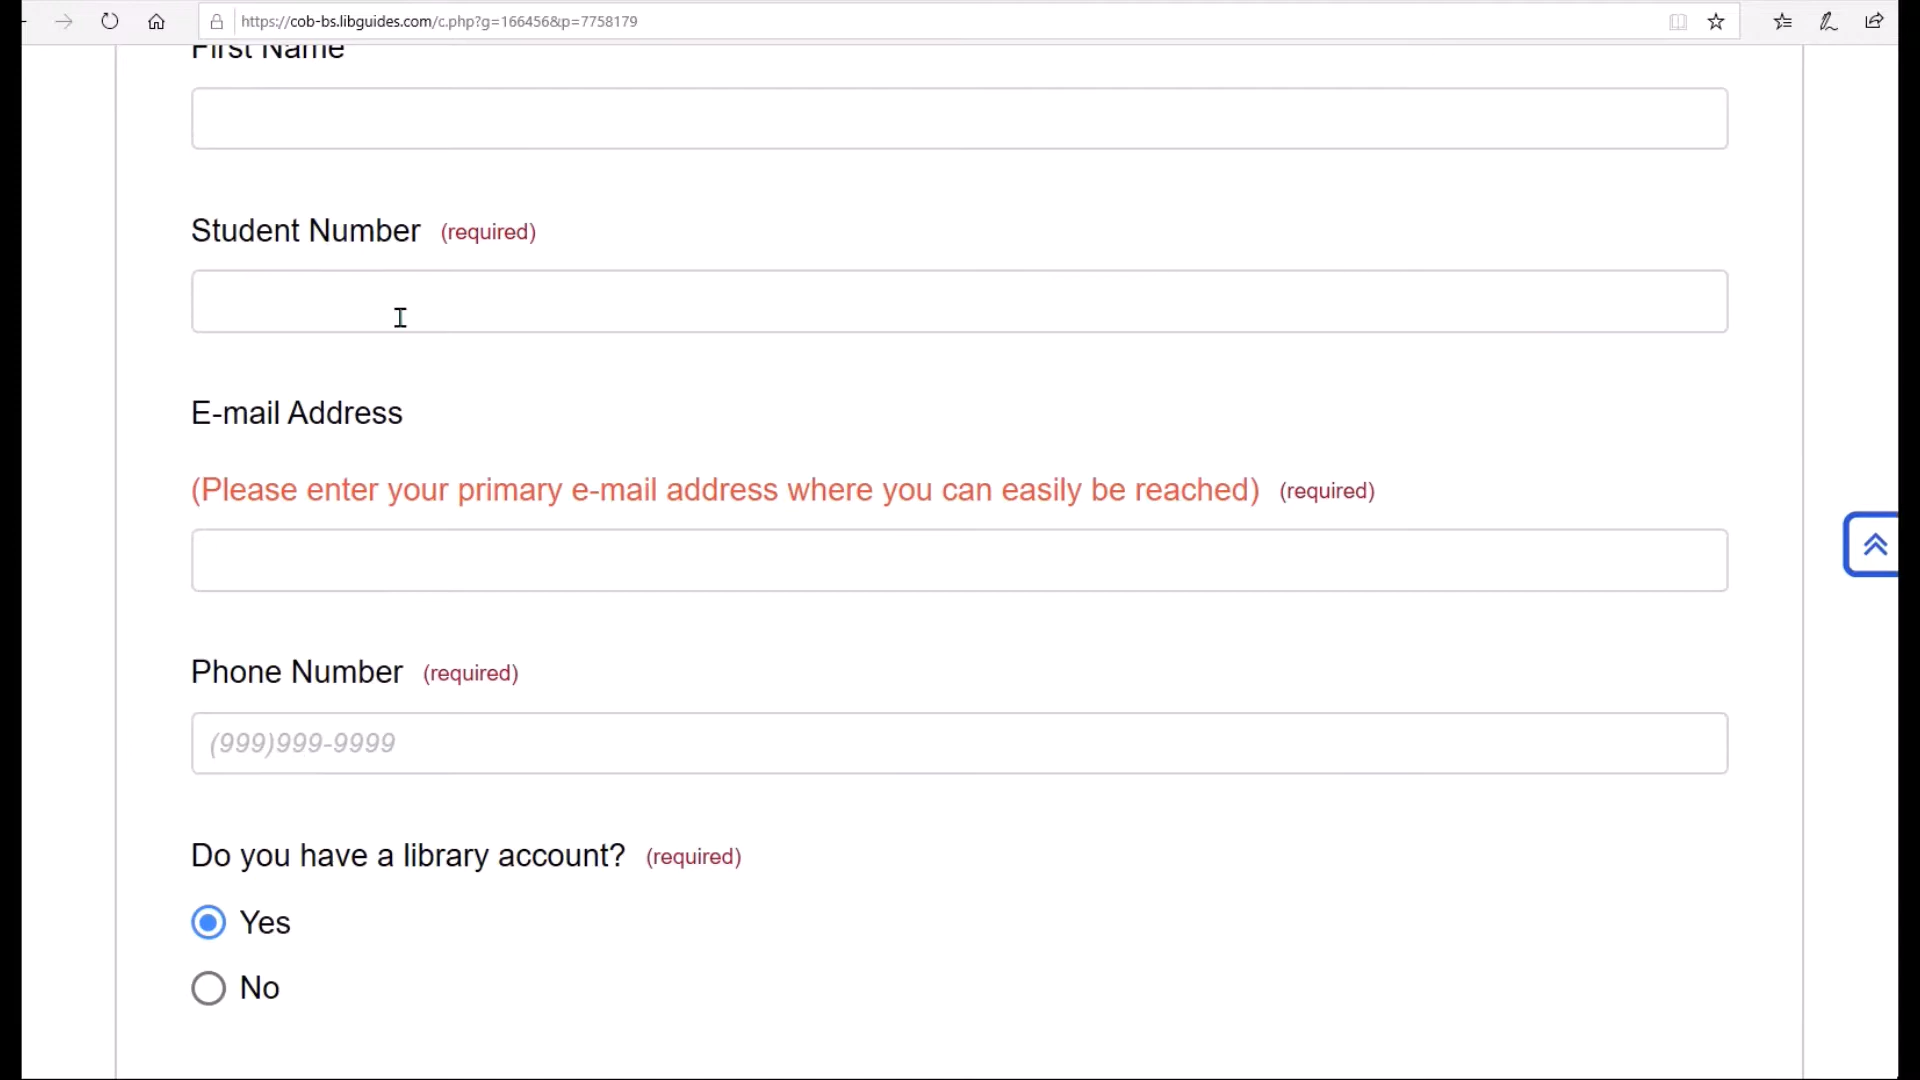 https://cob-bs.libguides.com/c.php?g=166456&p=7758179
First Name
Student Number (required)
E-mail Address
(Please enter your primary e-mail address where you can easily be reached) (required)
Phone Number (required)
(999)999-9999
Do you have a library account? (required)
Yes
No